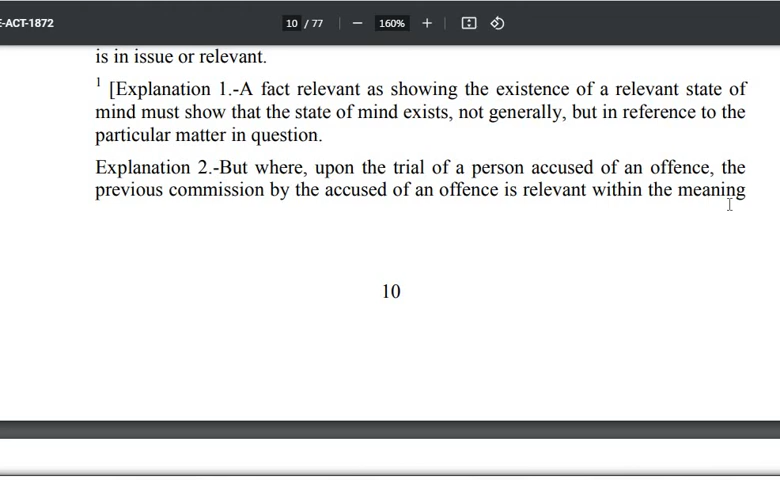 E-ACT-1872
10 / 77
160%
is in issue or relevant.
1 [Explanation 1.-A fact relevant as showing the existence of a relevant state of
mind must show that the state of mind exists, not generally, but in reference to the
particular matter in question.
Explanation 2.-But where, upon the trial of a person accused of an offence, the
previous commission by the accused of an offence is relevant within the meaning
10